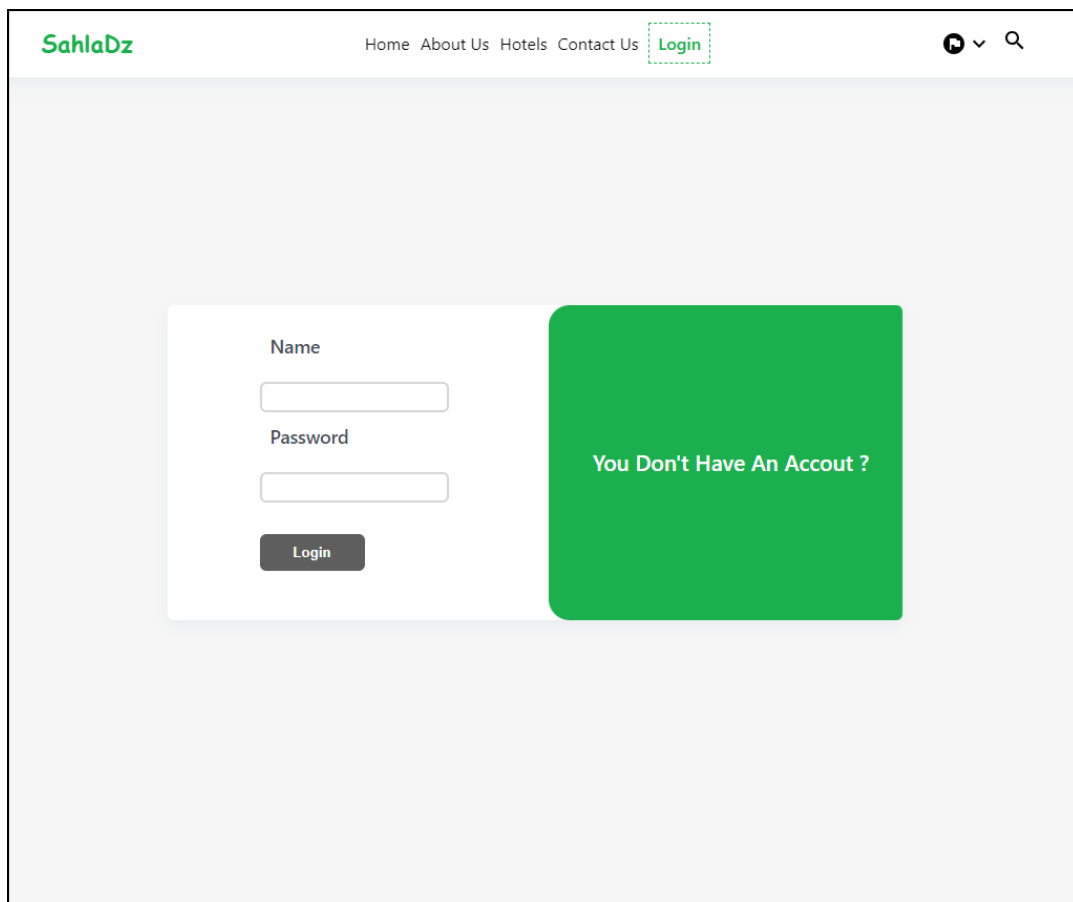 SahlaDz
Home About Us Hotels Contact Us Login
Name
Password
Login
You Don't Have An Accout ?